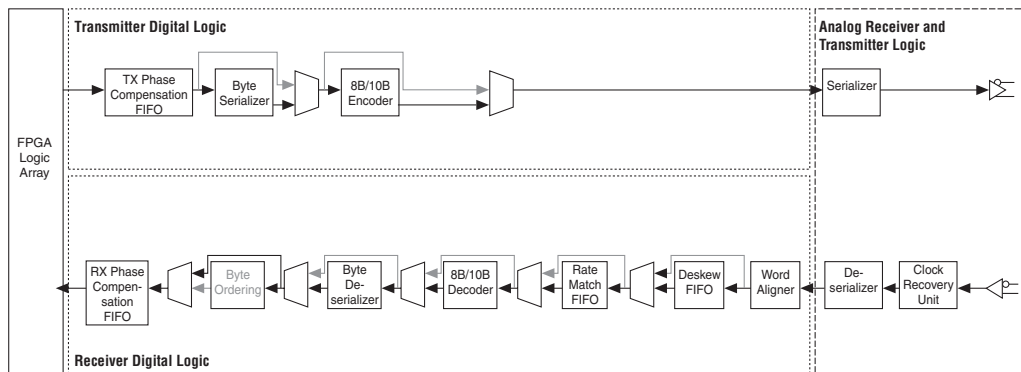 Transmitter Digital Logic
Analog Receiver and
Transmitter Logic
TX Phase
Compensation
FIFO
Byte
Serializer
8B/10B
Encoder
Serializer
FPGA
Logic
Array
RX Phase
Compen-
sation
FIFO
Byte
Ordering
Byte
De-
serializer
8B/10B
Decoder
Rate
Match
FIFO
Deskew
FIFO
Word
Aligner
De-
serializer
Clock
Recovery
Unit
Receiver Digital Logic